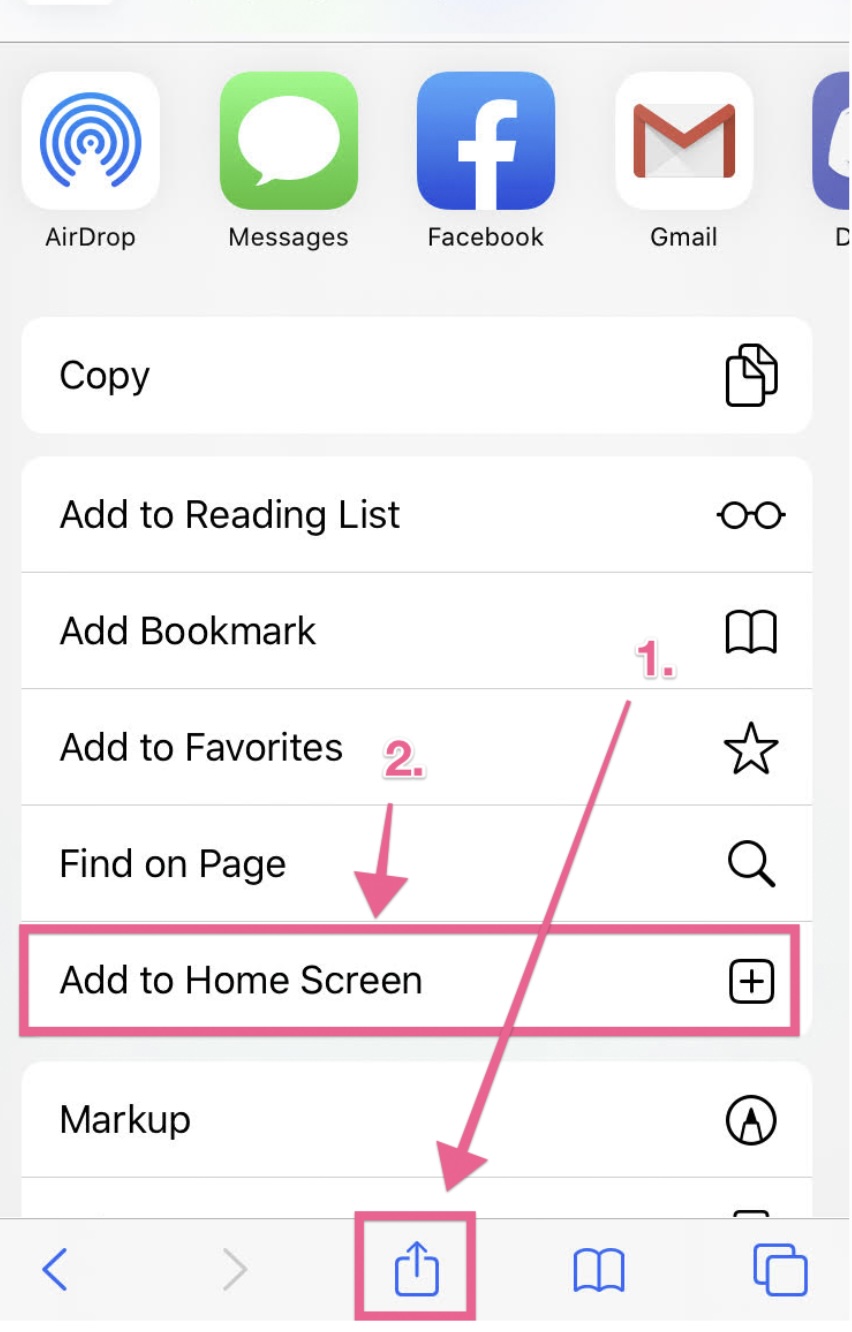 AirDrop
Messages
Facebook
Gmail
Copy
Add to Reading List
Add Bookmark
1.
Add to Favorites
2.
Find on Page
Add to Home Screen
Markup